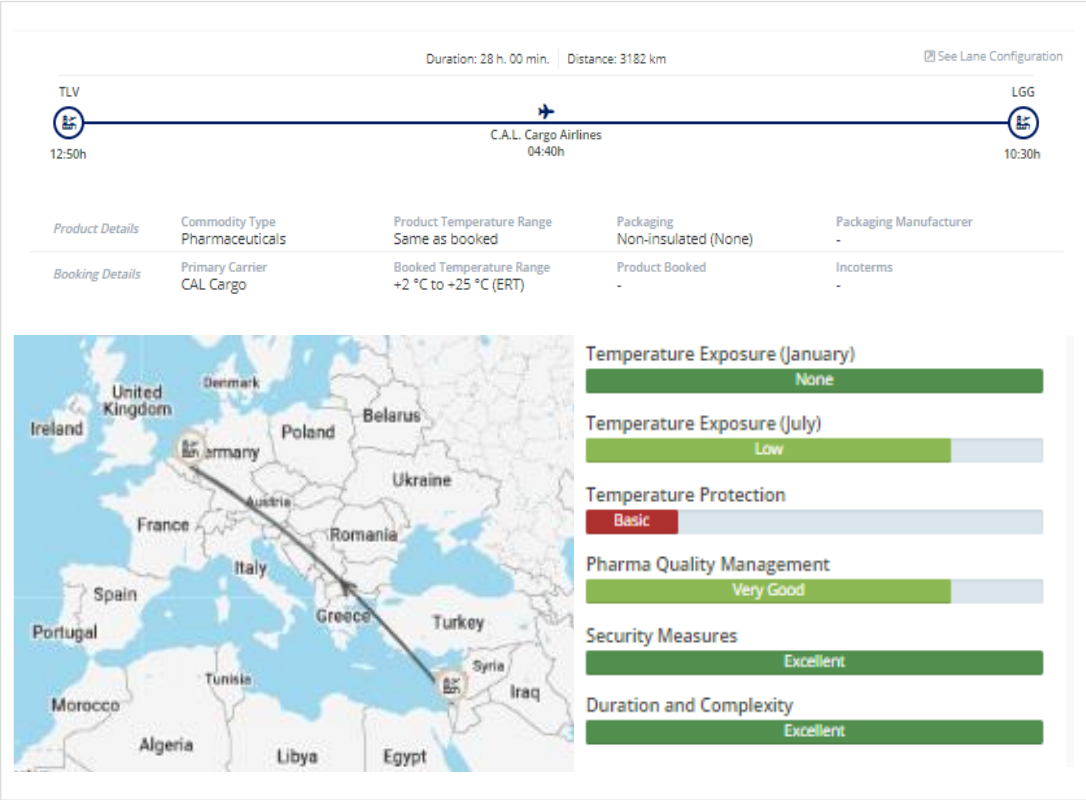 Duration: 28 h. 00 min. Distance: 3182 km See Lane Configuration
TLV LGG
C.A.L. Cargo Airlines
12:50h 04:40h 10:30h
Product Details Commodity Type Product Temperature Range Packaging Packaging Manufacturer
Pharmaceuticals Same as booked Non-insulated (None) -
Booking Details Primary Carrier Booked Temperature Range Product Booked Incoterms
CAL Cargo +2 °C to +25 °C (ERT) - -
United
Kingdom
Denmark
Ireland
Belarus
Poland
ermany
Ukraine
Austria
France
Romania
Italy
Spain
Greece
Turkey
Portugal
Syria
Tunisia
Iraq
Morocco
Algeria
Libya
Egypt
Temperature Exposure (January)
None
Temperature Exposure (July)
Low
Temperature Protection
Basic
Pharma Quality Management
Very Good
Security Measures
Excellent
Duration and Complexity
Excellent